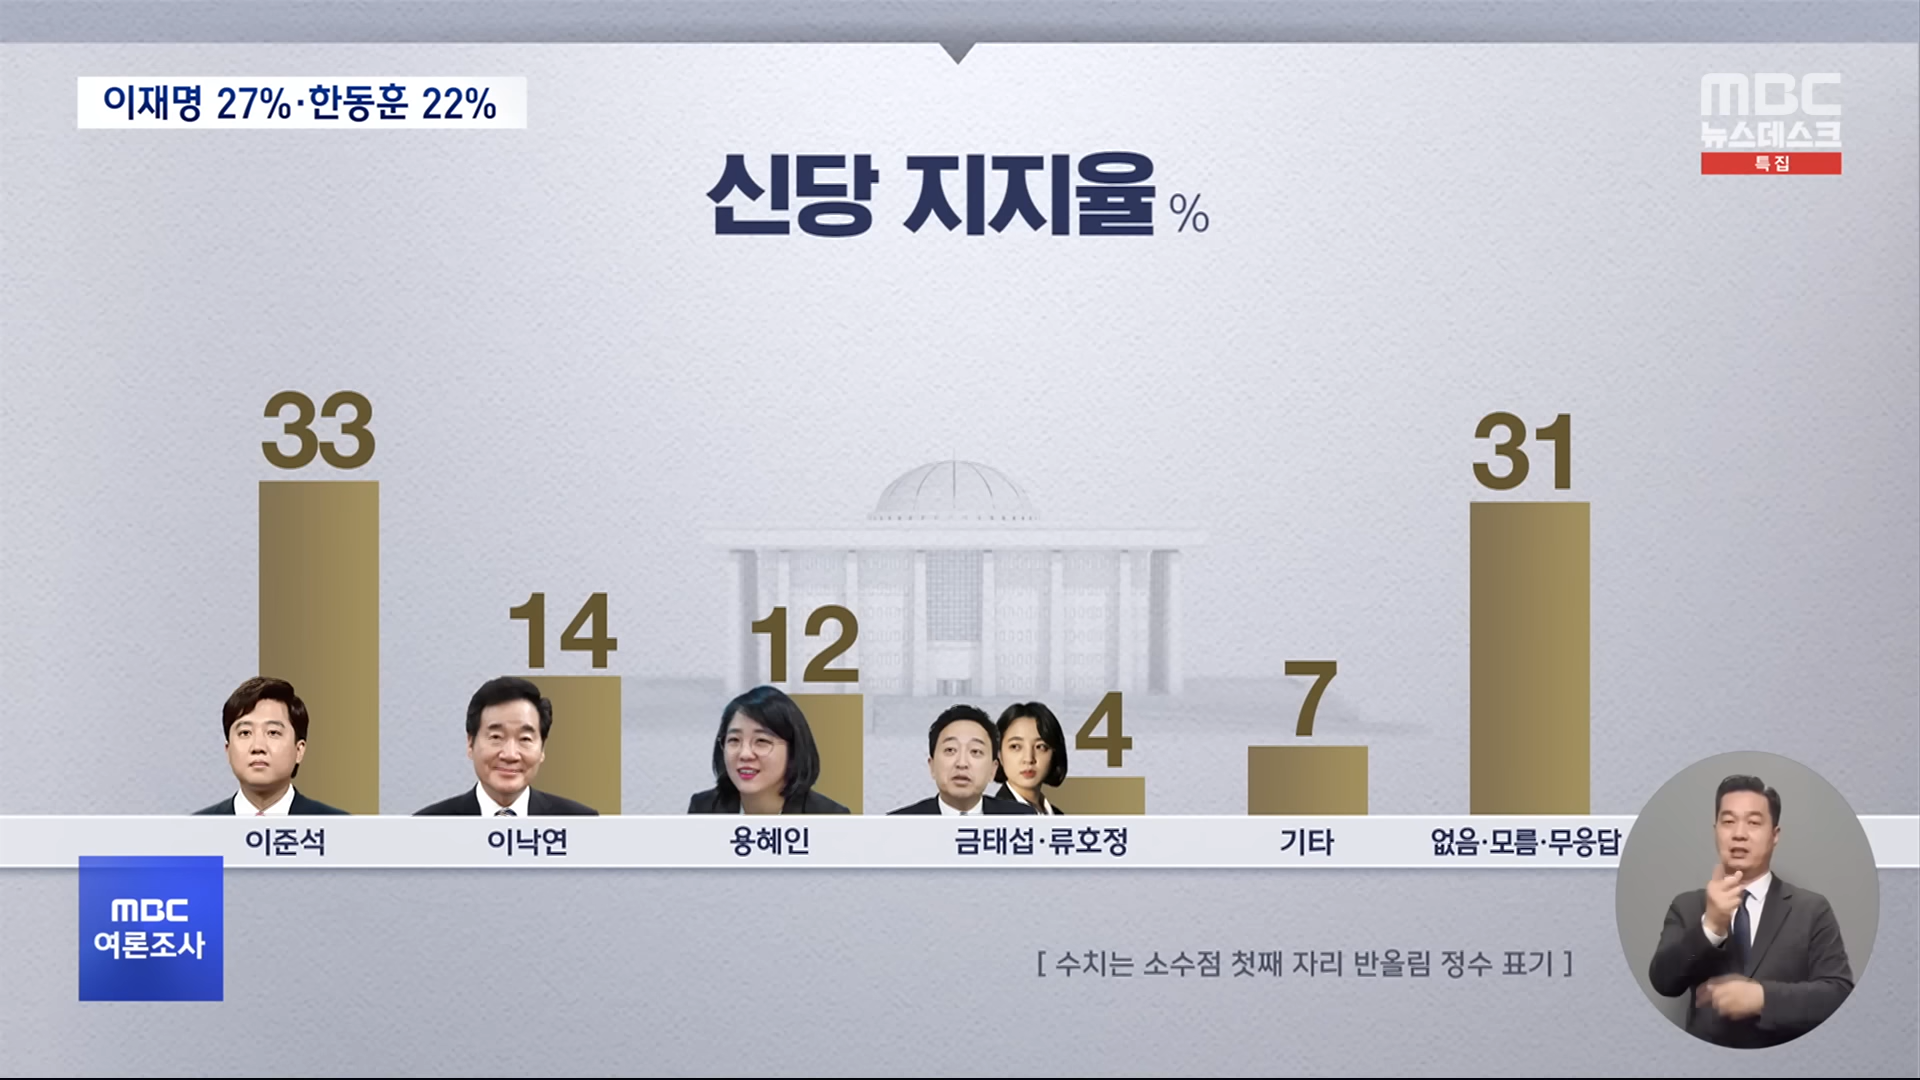 이재명 27%·한동훈 22%
MBC
뉴스데스크
특집
신당 지지율 %
33
14
12
4
7
31
이준석
이낙연
용혜인
금태섭·류호정
기타
없음·모름·무응답
MBC
여론조사
[ 수치는 소수점 첫째 자리 반올림 정수 표기 ]